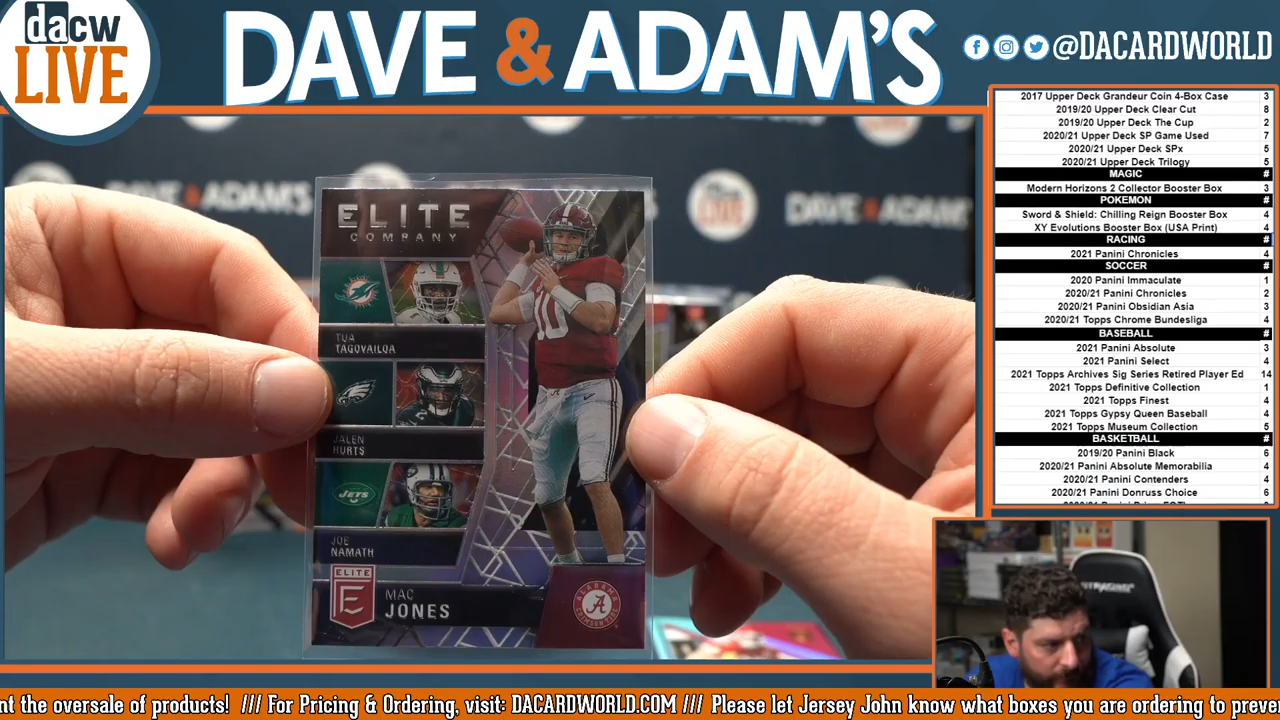 dacw
LIVE
DAVE & ADAM'S
@DACARDWORLD
2017 Upper Deck Grandeur Coin 4-Box Case 3
2019/20 Upper Deck Clear Cut 8
2019/20 Upper Deck The Cup 2
2020/21 Upper Deck SP Game Used 7
2020/21 Upper Deck SPx 5
2020/21 Upper Deck Trilogy 5
MAGIC #
Modern Horizons 2 Collector Booster Box 3
POKEMON #
Sword & Shield: Chilling Reign Booster Box 4
XY Evolutions Booster Box (USA Print) 4
RACING #
2021 Panini Chronicles 4
SOCCER #
2020 Panini Immaculate 1
2020/21 Panini Chronicles 2
2020/21 Panini Obsidian Asia 3
2020/21 Topps Chrome Bundesliga 4
BASEBALL #
2021 Panini Absolute 3
2021 Panini Select 4
2021 Topps Archives Sig Series Retired Player Ed 14
2021 Topps Definitive Collection 1
2021 Topps Finest 4
2021 Topps Gypsy Queen Baseball 4
2021 Topps Museum Collection 5
BASKETBALL #
2019/20 Panini Black 6
2020/21 Panini Absolute Memorabilia 4
2020/21 Panini Contenders 4
2020/21 Panini Donruss Choice 6
DAVE & ADAM'S
DAVE & ADAM'S
ELITE
COMPANY
TUA
TAGOVAILOA
JALEN
HURTS
JETS
JOE
NAMATH
ELITE
E
MAC
JONES
10
ALABAMA
A
CRIMSON TIDE
nt the oversale of products! /// For Pricing & Ordering, visit: DACARDWORLD.COM /// Please let Jersey John know what boxes you are ordering to preve